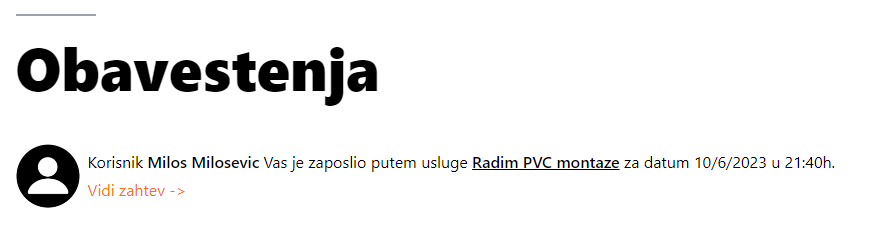 Obavestenja
Korisnik Milos Milosevic Vas je zaposlio putem usluge Radim PVC montaze za datum 10/6/2023 u 21:40h.
Vidi zahtev ->